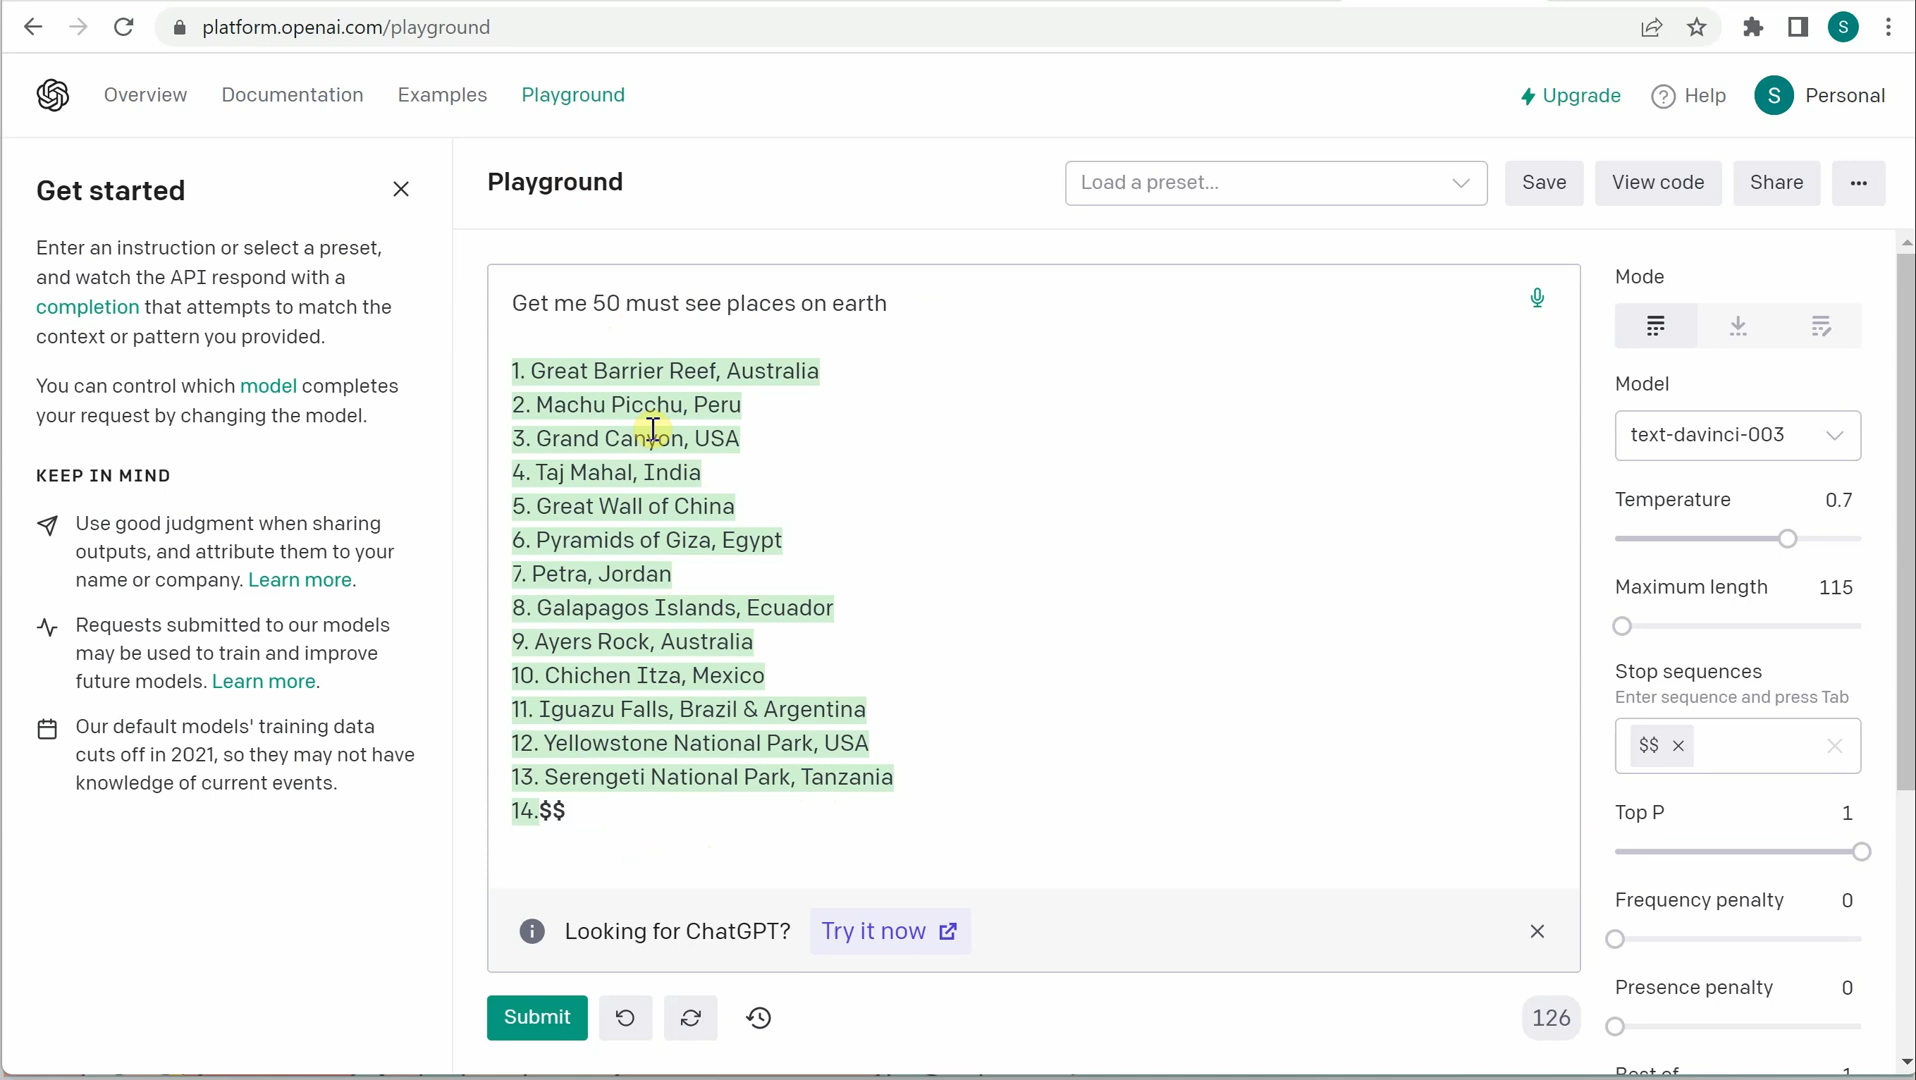 platform.openai.com/playground
S
Overview
Documentation
Examples
Playground
Upgrade
? Help
S
Personal
Get started
Enter an instruction or select a preset,
and watch the API respond with a
completion that attempts to match the
context or pattern you provided.
You can control which model completes
your request by changing the model.
KEEP IN MIND
Use good judgment when sharing
outputs, and attribute them to your
name or company. Learn more.
Requests submitted to our models
may be used to train and improve
future models. Learn more.
Our default models' training data
cuts off in 2021, so they may not have
knowledge of current events.
Playground
Load a preset...
Save
View code
Share
Get me 50 must see places on earth
1. Great Barrier Reef, Australia
2. Machu Picchu, Peru
3. Grand Canyon, USA
4. Taj Mahal, India
5. Great Wall of China
6. Pyramids of Giza, Egypt
7. Petra, Jordan
8. Galapagos Islands, Ecuador
9. Ayers Rock, Australia
10. Chichen Itza, Mexico
11. Iguazu Falls, Brazil & Argentina
12. Yellowstone National Park, USA
13. Serengeti National Park, Tanzania
14.$$
Looking for ChatGPT?
Try it now
Submit
126
Mode
Model
text-davinci-003
Temperature 0.7
Maximum length 115
Stop sequences
Enter sequence and press Tab
$$
Top P 1
Frequency penalty 0
Presence penalty 0
Best of 1